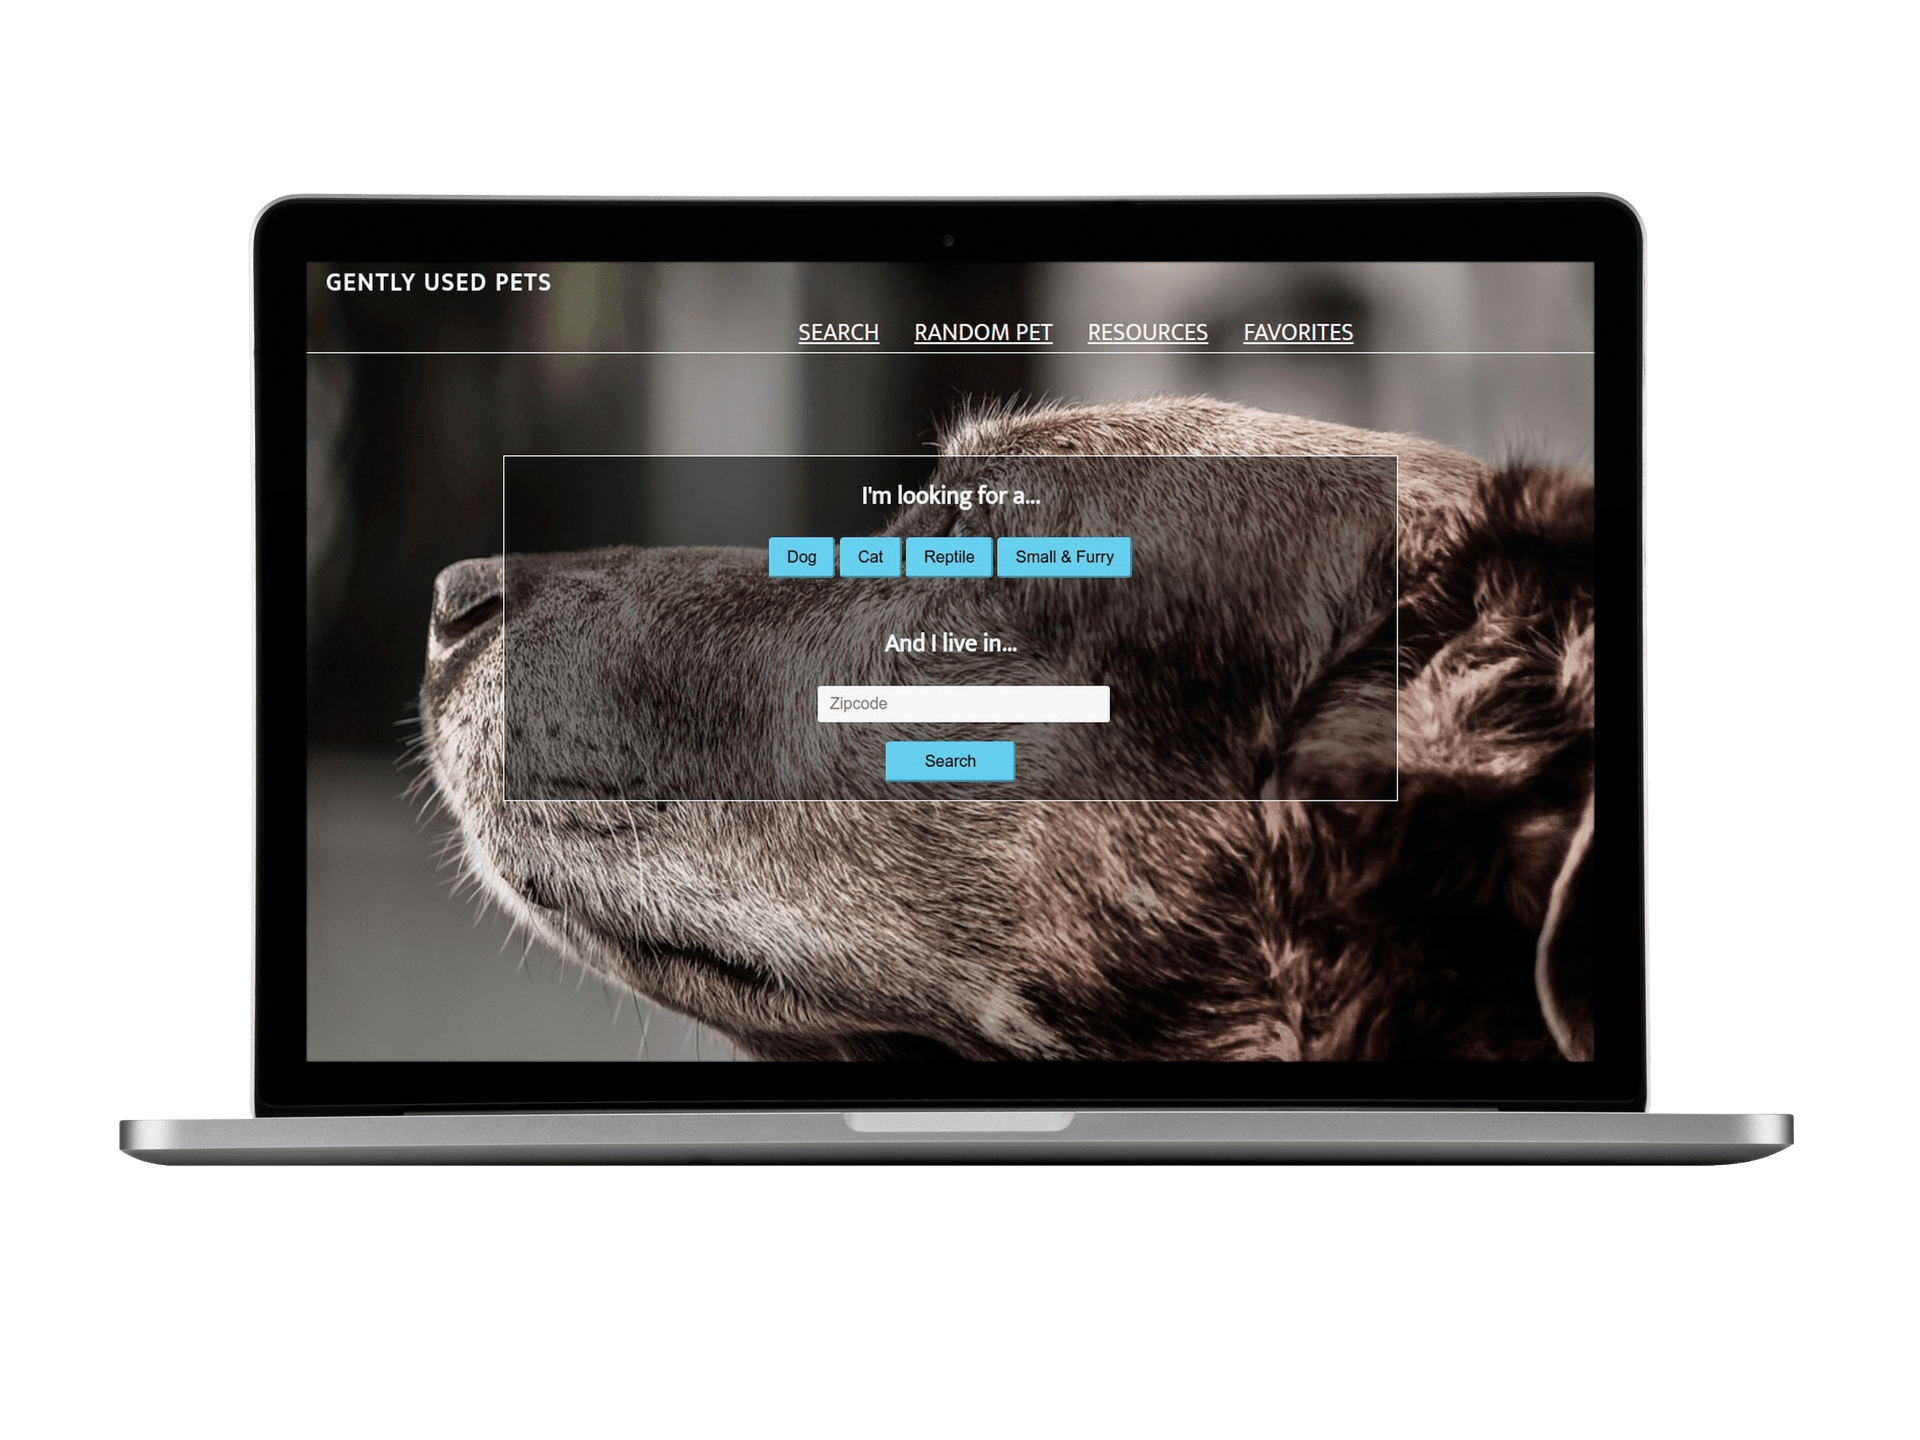 GENTLY USED PETS
SEARCH RANDOM PET RESOURCES FAVORITES
I'm looking for a...
Dog Cat Reptile Small & Furry
And I live in...
Zipcode
Search